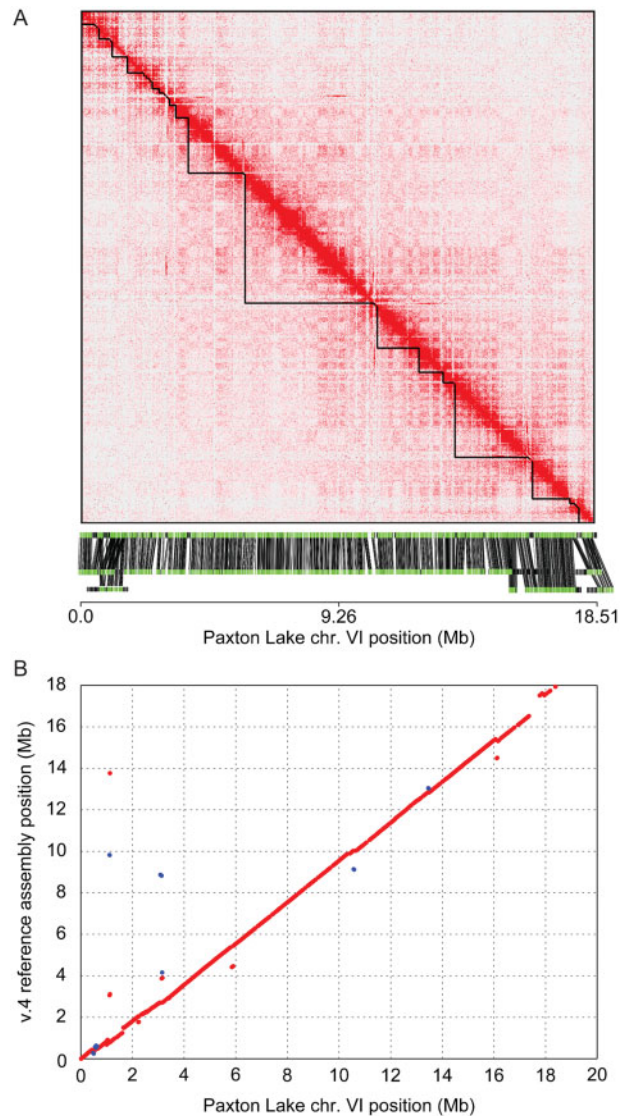 A
0.0 9.26 18.51
Paxton Lake chr. VI position (Mb)
B
v.4 reference assembly position (Mb)
18
16
14
12
10
8
6
4
2
0
0 2 4 6 8 10 12 14 16 18 20
Paxton Lake chr. VI position (Mb)